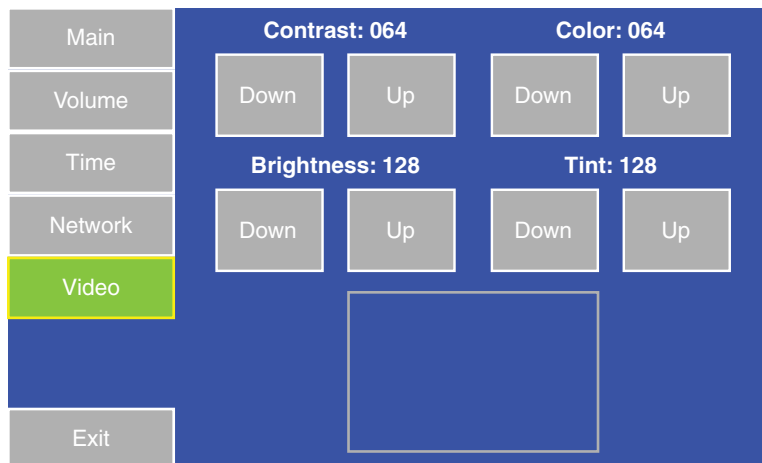 Main
Volume
Time
Network
Video
Exit
Contrast: 064
Color: 064
Down
Up
Down
Up
Brightness: 128
Tint: 128
Down
Up
Down
Up